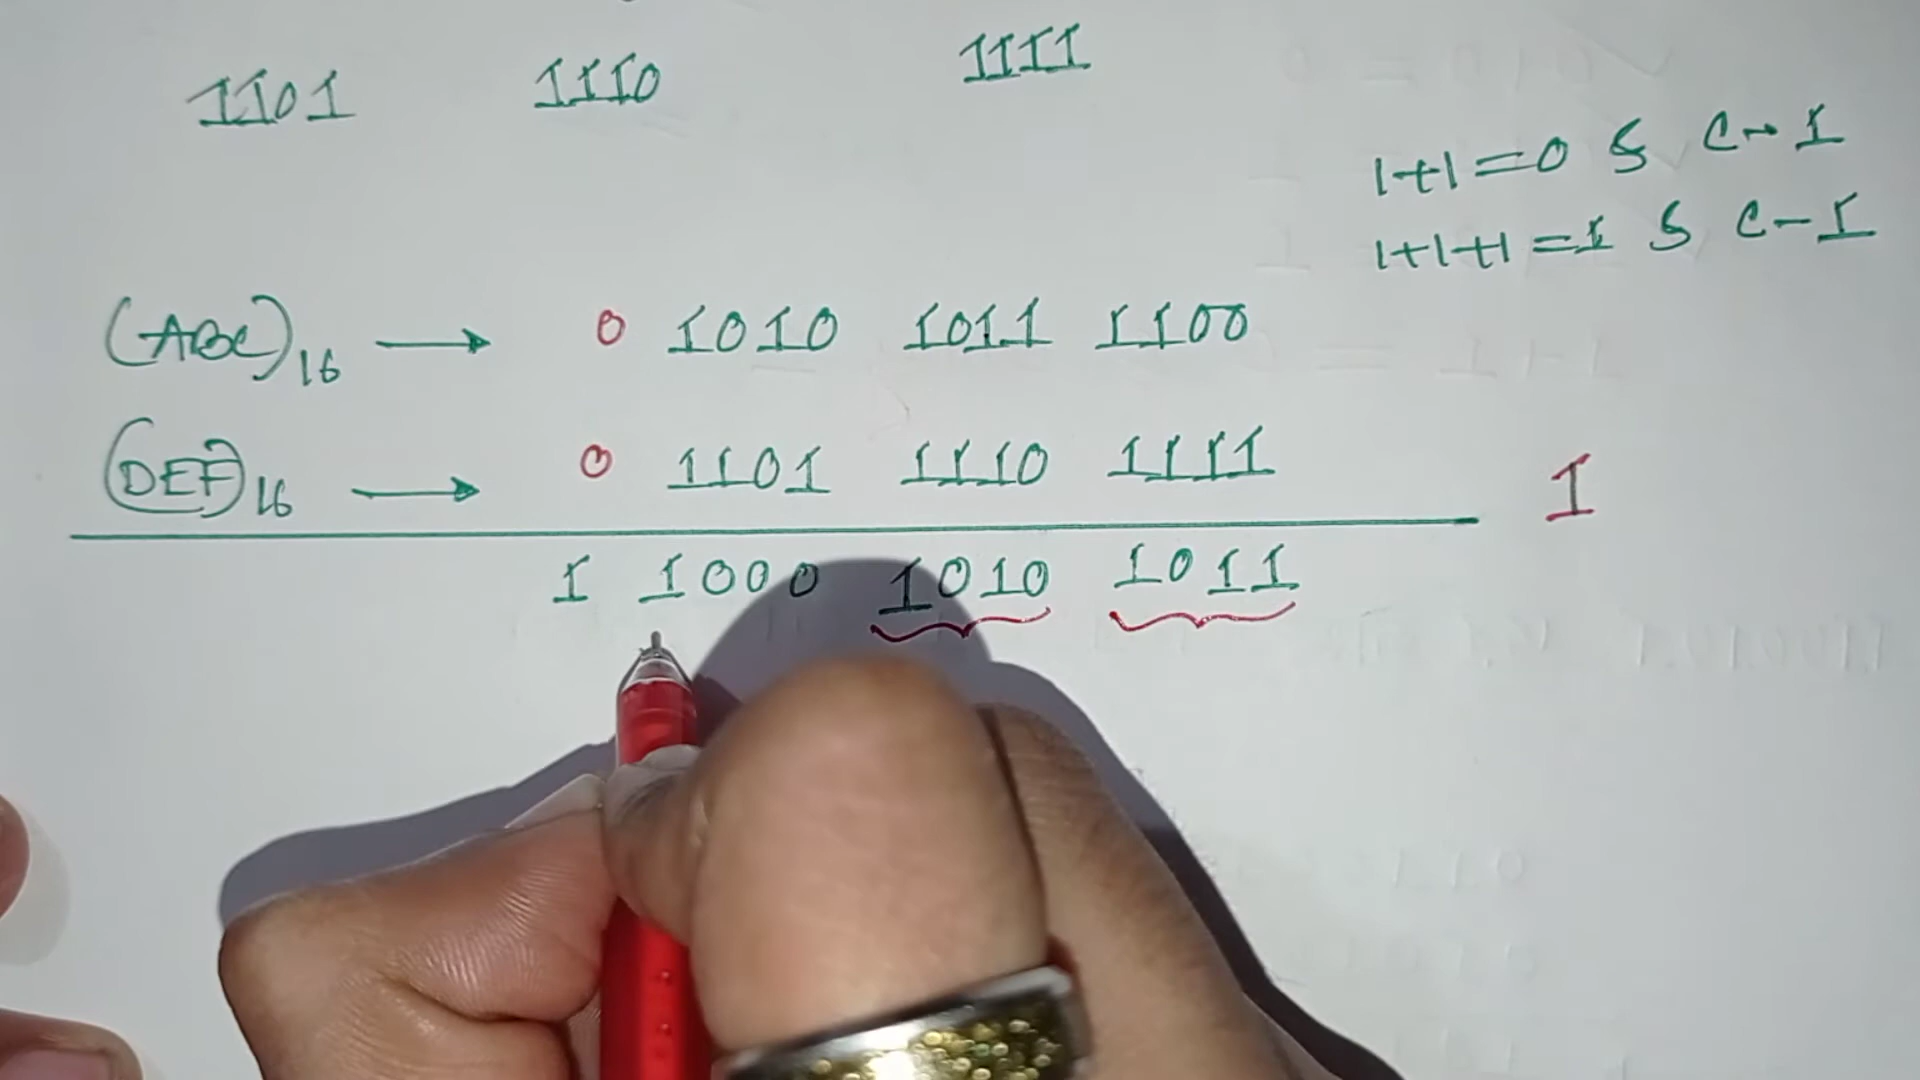 1101 1110 1111
1+1=0 & C-1
1+1+1=1 & C-1
(ABC)16 → 0 1010 1011 1100
(DEF)16 → 0 1101 1110 1111
1
1 1000 1010 1011